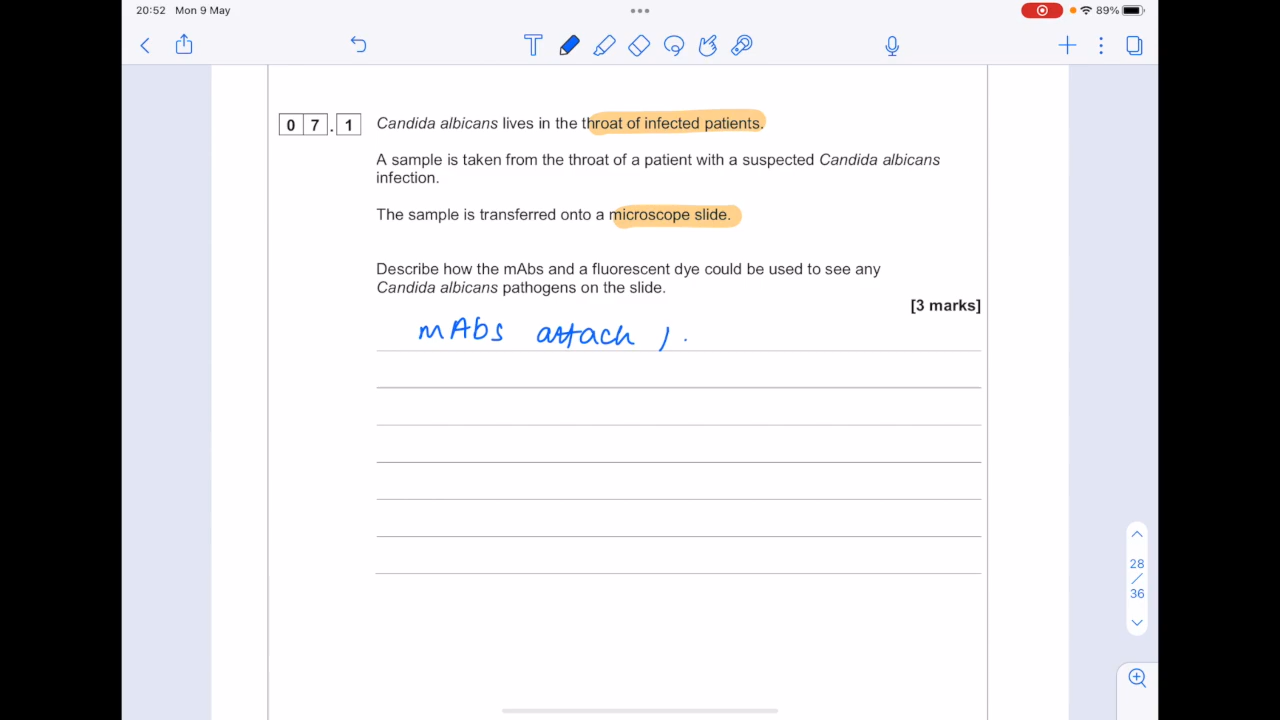 20:52 Mon 9 May
89%
0 7 . 1 Candida albicans lives in the throat of infected patients.
A sample is taken from the throat of a patient with a suspected Candida albicans
infection.
The sample is transferred onto a microscope slide.
Describe how the mAbs and a fluorescent dye could be used to see any
Candida albicans pathogens on the slide.
[3 marks]
mAbs attach
28
/
36